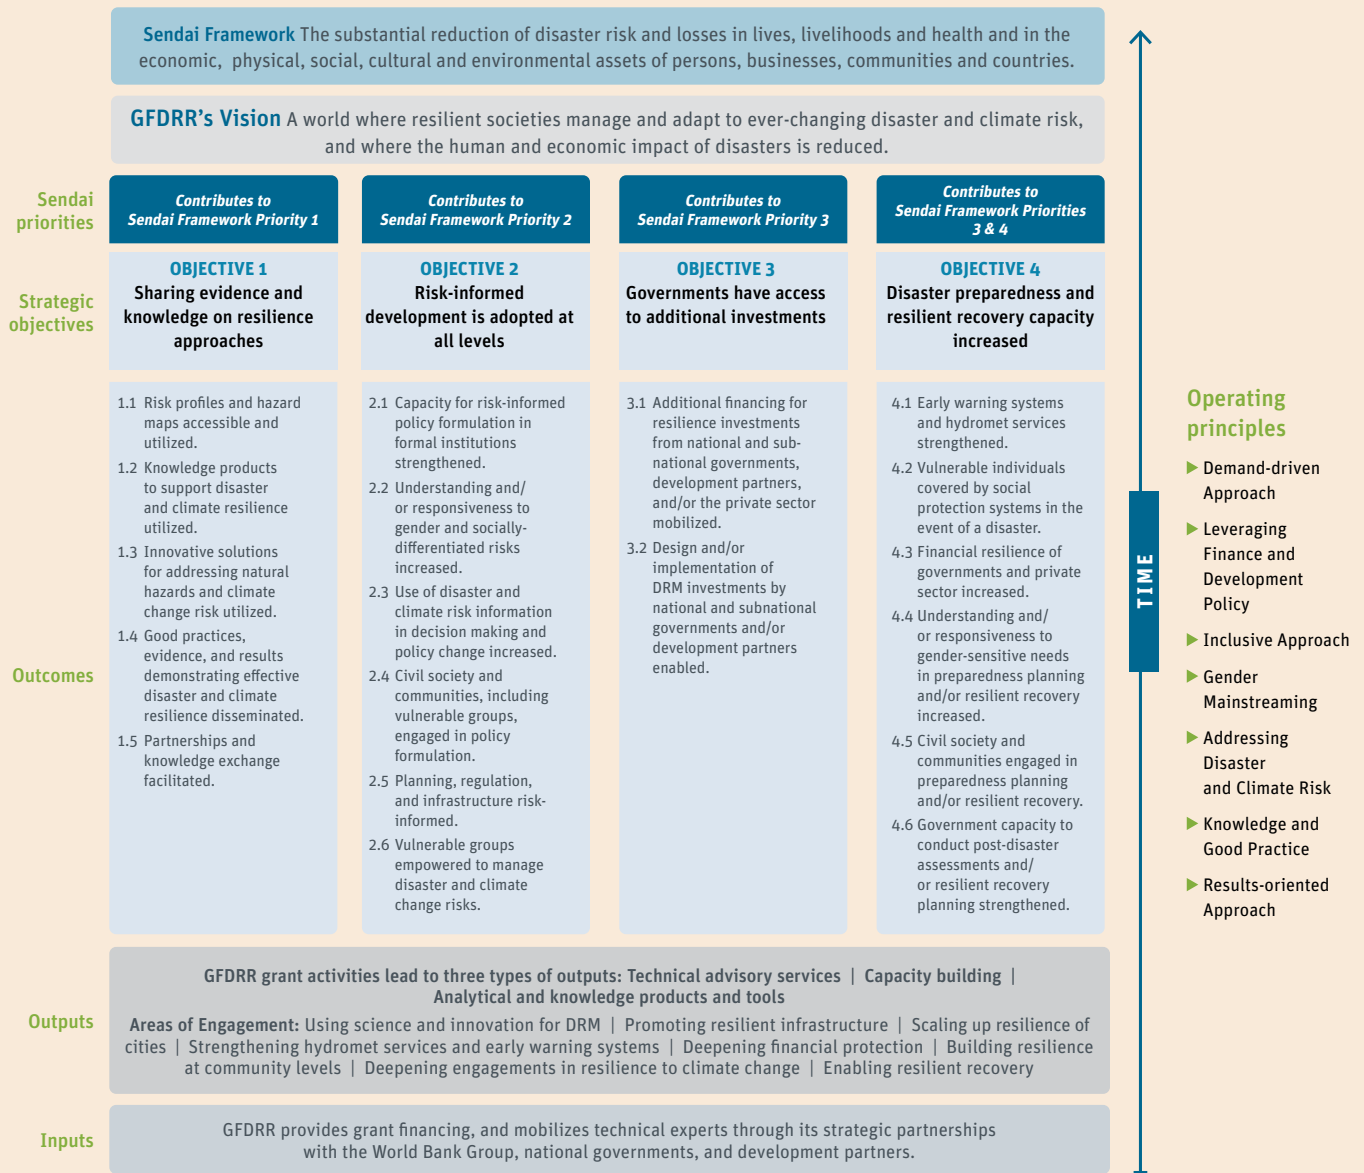 Sendai Framework The substantial reduction of disaster risk and losses in lives, livelihoods and health and in the
economic, physical, social, cultural and environmental assets of persons, businesses, communities and countries.
GFDRR's Vision A world where resilient societies manage and adapt to ever-changing disaster and climate risk,
and where the human and economic impact of disasters is reduced.
Sendai
priorities
Contributes to
Sendai Framework Priority 1
Contributes to
Sendai Framework Priority 2
Contributes to
Sendai Framework Priority 3
Contributes to
Sendai Framework Priorities
3 & 4
Strategic
objectives
OBJECTIVE 1
Sharing evidence and
knowledge on resilience
approaches
OBJECTIVE 2
Risk-informed
development is adopted at
all levels
OBJECTIVE 3
Governments have access
to additional investments
OBJECTIVE 4
Disaster preparedness and
resilient recovery capacity
increased
Outcomes
1.1 Risk profiles and hazard
maps accessible and
utilized.
1.2 Knowledge products
to support disaster
and climate resilience
utilized.
1.3 Innovative solutions
for addressing natural
hazards and climate
change risk utilized.
1.4 Good practices,
evidence, and results
demonstrating effective
disaster and climate
resilience disseminated.
1.5 Partnerships and
knowledge exchange
facilitated.
2.1 Capacity for risk-informed
policy formulation in
formal institutions
strengthened.
2.2 Understanding and/
or responsiveness to
gender and socially-
differentiated risks
increased.
2.3 Use of disaster and
climate risk information
in decision making and
policy change increased.
2.4 Civil society and
communities, including
vulnerable groups,
engaged in policy
formulation.
2.5 Planning, regulation,
and infrastructure risk-
informed.
2.6 Vulnerable groups
empowered to manage
disaster and climate
change risks.
3.1 Additional financing for
resilience investments
from national and sub-
national governments,
development partners,
and/or the private sector
mobilized.
3.2 Design and/or
implementation of
DRM investments by
national and subnational
governments and/or
development partners
enabled.
4.1 Early warning systems
and hydromet services
strengthened.
4.2 Vulnerable individuals
covered by social
protection systems in the
event of a disaster.
4.3 Financial resilience of
governments and private
sector increased.
4.4 Understanding and/
or responsiveness to
gender-sensitive needs
in preparedness planning
and/or resilient recovery
increased.
4.5 Civil society and
communities engaged in
preparedness planning
and/or resilient recovery.
4.6 Government capacity to
conduct post-disaster
assessments and/
or resilient recovery
planning strengthened.
Outputs
GFDRR grant activities lead to three types of outputs: Technical advisory services | Capacity building |
Analytical and knowledge products and tools
Areas of Engagement: Using science and innovation for DRM | Promoting resilient infrastructure | Scaling up resilience of
cities | Strengthening hydromet services and early warning systems | Deepening financial protection | Building resilience
at community levels | Deepening engagements in resilience to climate change | Enabling resilient recovery
Inputs
GFDRR provides grant financing, and mobilizes technical experts through its strategic partnerships
with the World Bank Group, national governments, and development partners.
TIME
Operating
principles
▶ Demand-driven
Approach
▶ Leveraging
Finance and
Development
Policy
▶ Inclusive Approach
▶ Gender
Mainstreaming
▶ Addressing
Disaster
and Climate Risk
▶ Knowledge and
Good Practice
▶ Results-oriented
Approach